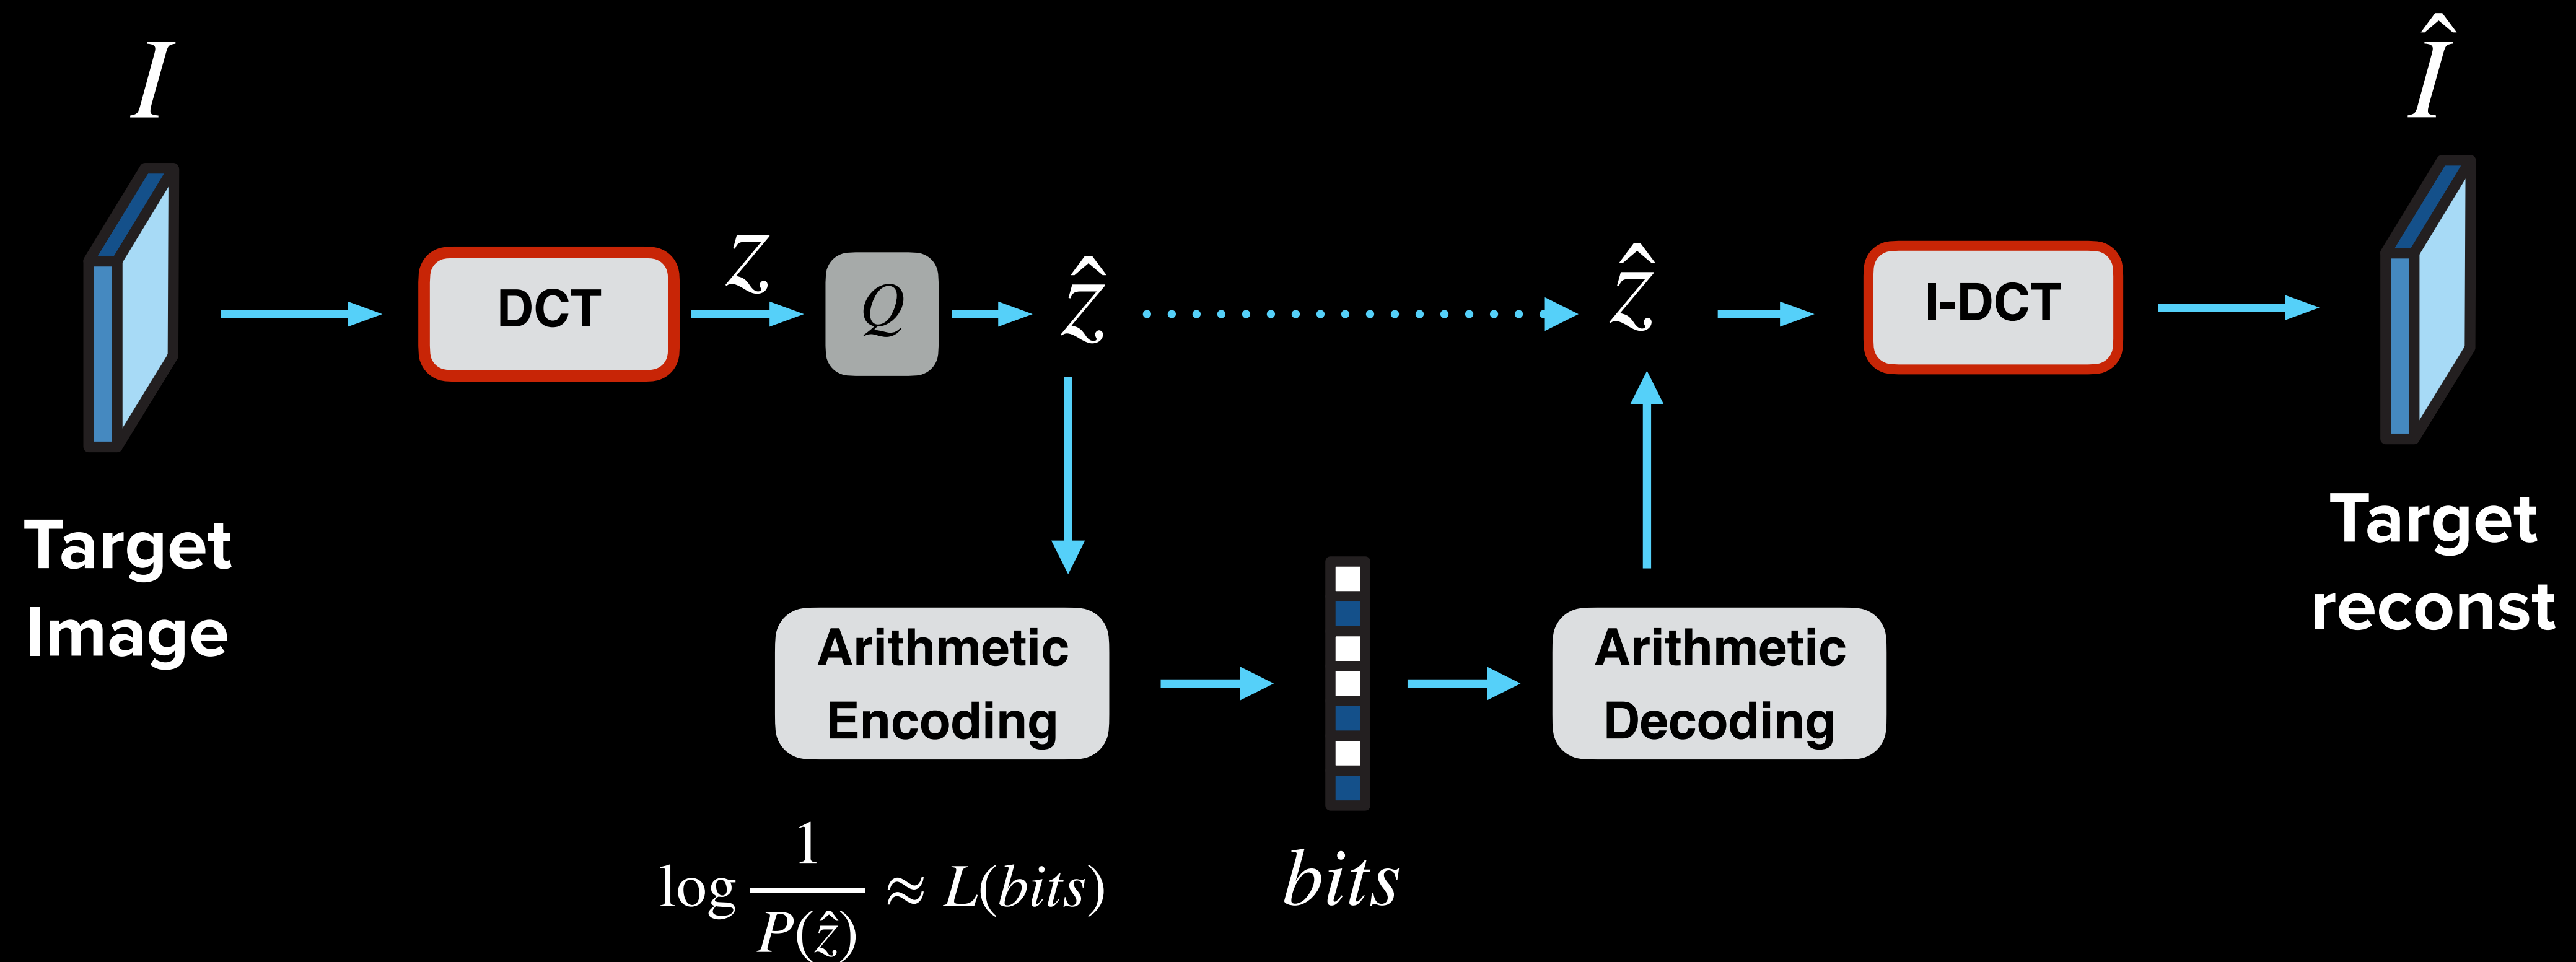 I
Î
DCT
z
Q
ẑ
ẑ
I-DCT
Target
Image
Target
reconst
Arithmetic
Encoding
Arithmetic
Decoding
log 1/P(ẑ) ≈ L(bits)
bits